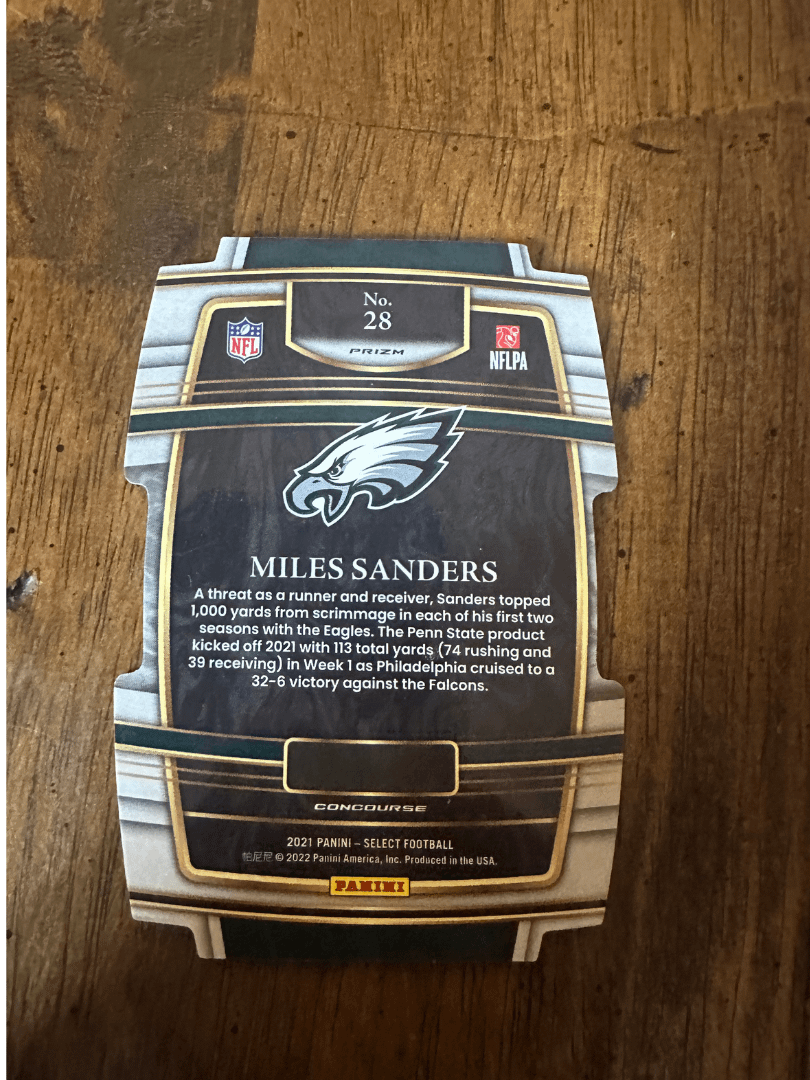 No.
28
PRIZM
NFL
NFLPA
MILES SANDERS
A threat as a runner and receiver, Sanders topped
1,000 yards from scrimmage in each of his first two
seasons with the Eagles. The Penn State product
kicked off 2021 with 113 total yards (74 rushing and
39 receiving) in Week 1 as Philadelphia cruised to a
32-6 victory against the Falcons.
CONCOURSE
2021 PANINI – SELECT FOOTBALL
帕尼尼 © 2022 Panini America, Inc. Produced in the USA.
PANINI